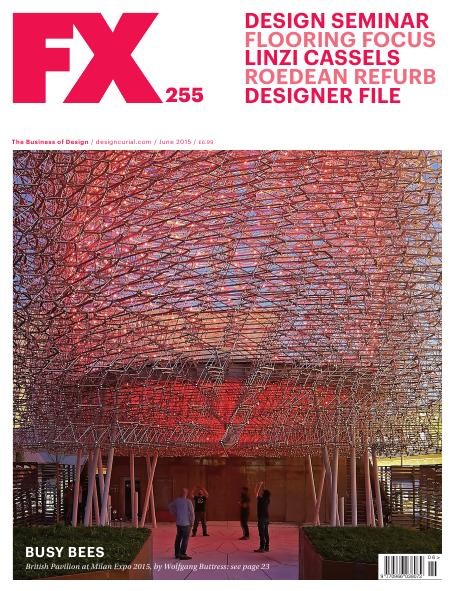 FX 255
DESIGN SEMINAR
FLOORING FOCUS
LINZI CASSELS
ROEDEAN REFURB
DESIGNER FILE
The Business of Design / designcurial.com / June 2015 / £6.99
BUSY BEES
British Pavilion at Milan Expo 2015, by Wolfgang Buttress: see page 23
06>